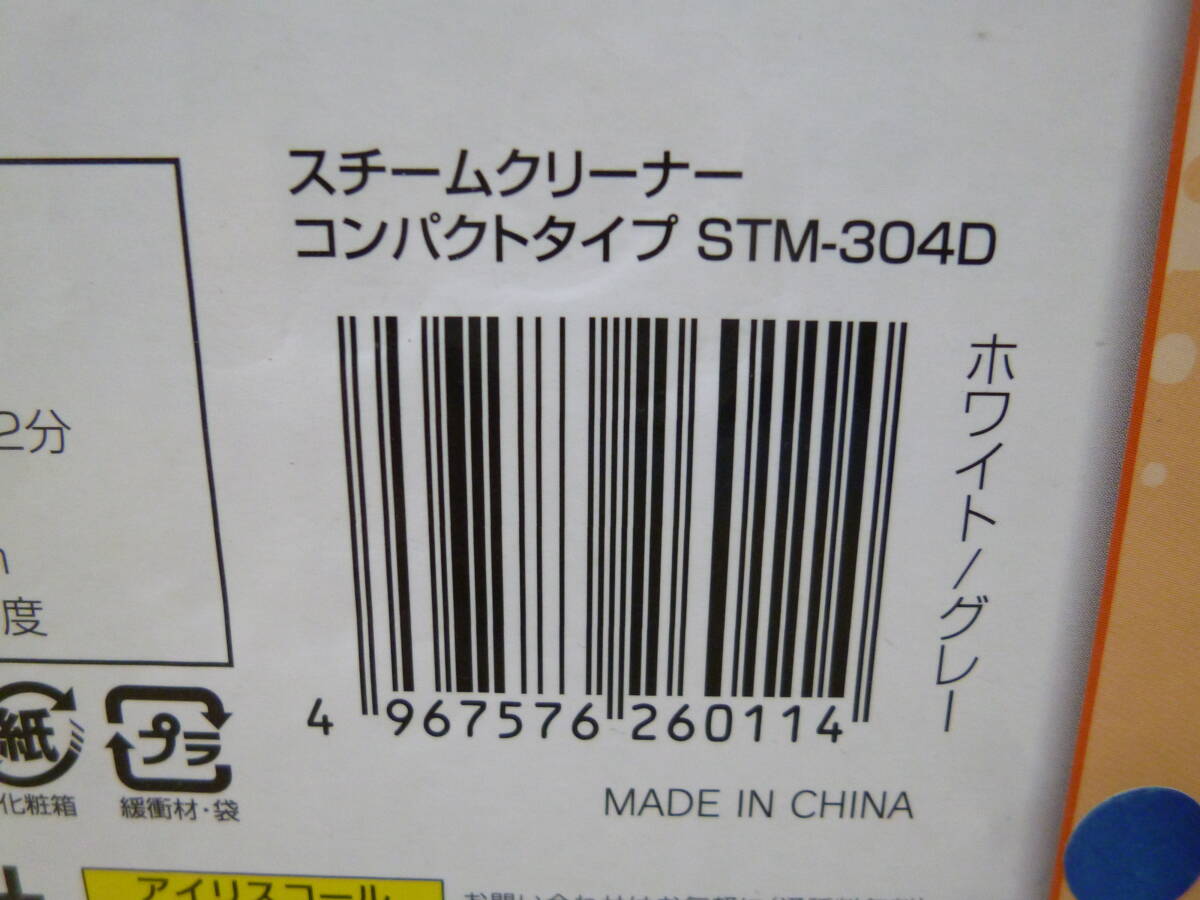 スチームクリーナー
コンパクトタイプ STM-304D
ホワイト/グレー
2分
度
4 967576 260114
紙
プラ
化粧箱
緩衝材・袋
MADE IN CHINA
アイリスコール